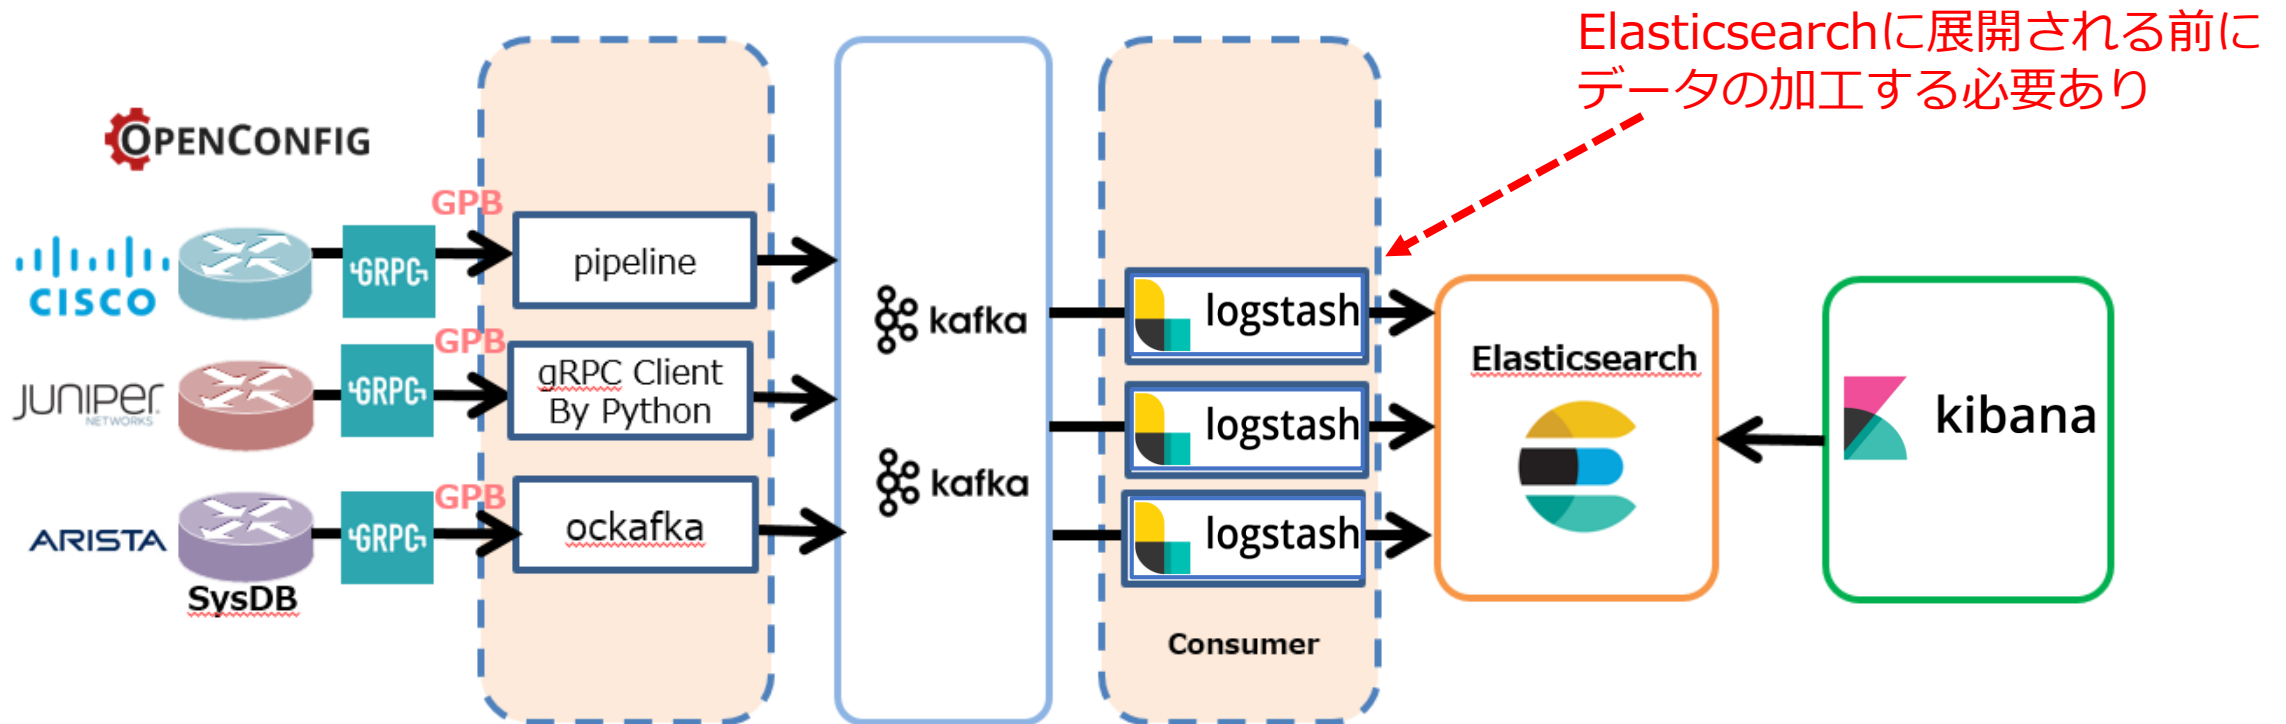 Elasticsearchに展開される前に
データの加工する必要あり
OPENCONFIG
GPB
CISCO
GRPC
pipeline
kafka
logstash
Elasticsearch
kibana
GPB
JUNIPER
NETWORKS
GRPC
gRPC Client
By Python
logstash
GPB
ARISTA
GRPC
ockafka
kafka
logstash
SysDB
Consumer